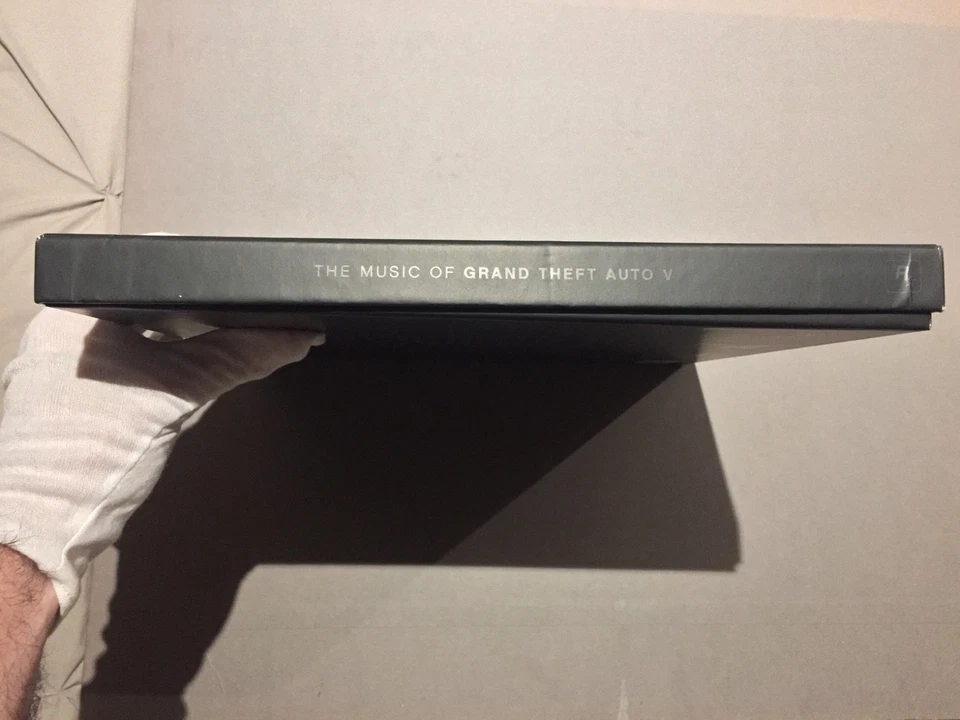 THE MUSIC OF GRAND THEFT AUTO V
R